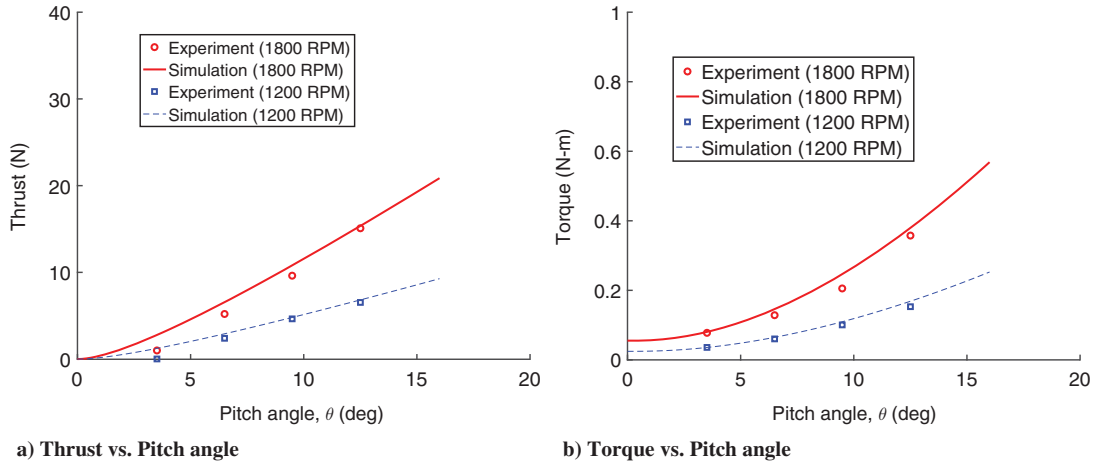 40
30
20
10
0
Thrust (N)
Experiment (1800 RPM)
Simulation (1800 RPM)
Experiment (1200 RPM)
Simulation (1200 RPM)
0 5 10 15 20
Pitch angle, θ (deg)
a) Thrust vs. Pitch angle
1
0.8
0.6
0.4
0.2
0
Torque (N-m)
Experiment (1800 RPM)
Simulation (1800 RPM)
Experiment (1200 RPM)
Simulation (1200 RPM)
0 5 10 15 20
Pitch angle, θ (deg)
b) Torque vs. Pitch angle